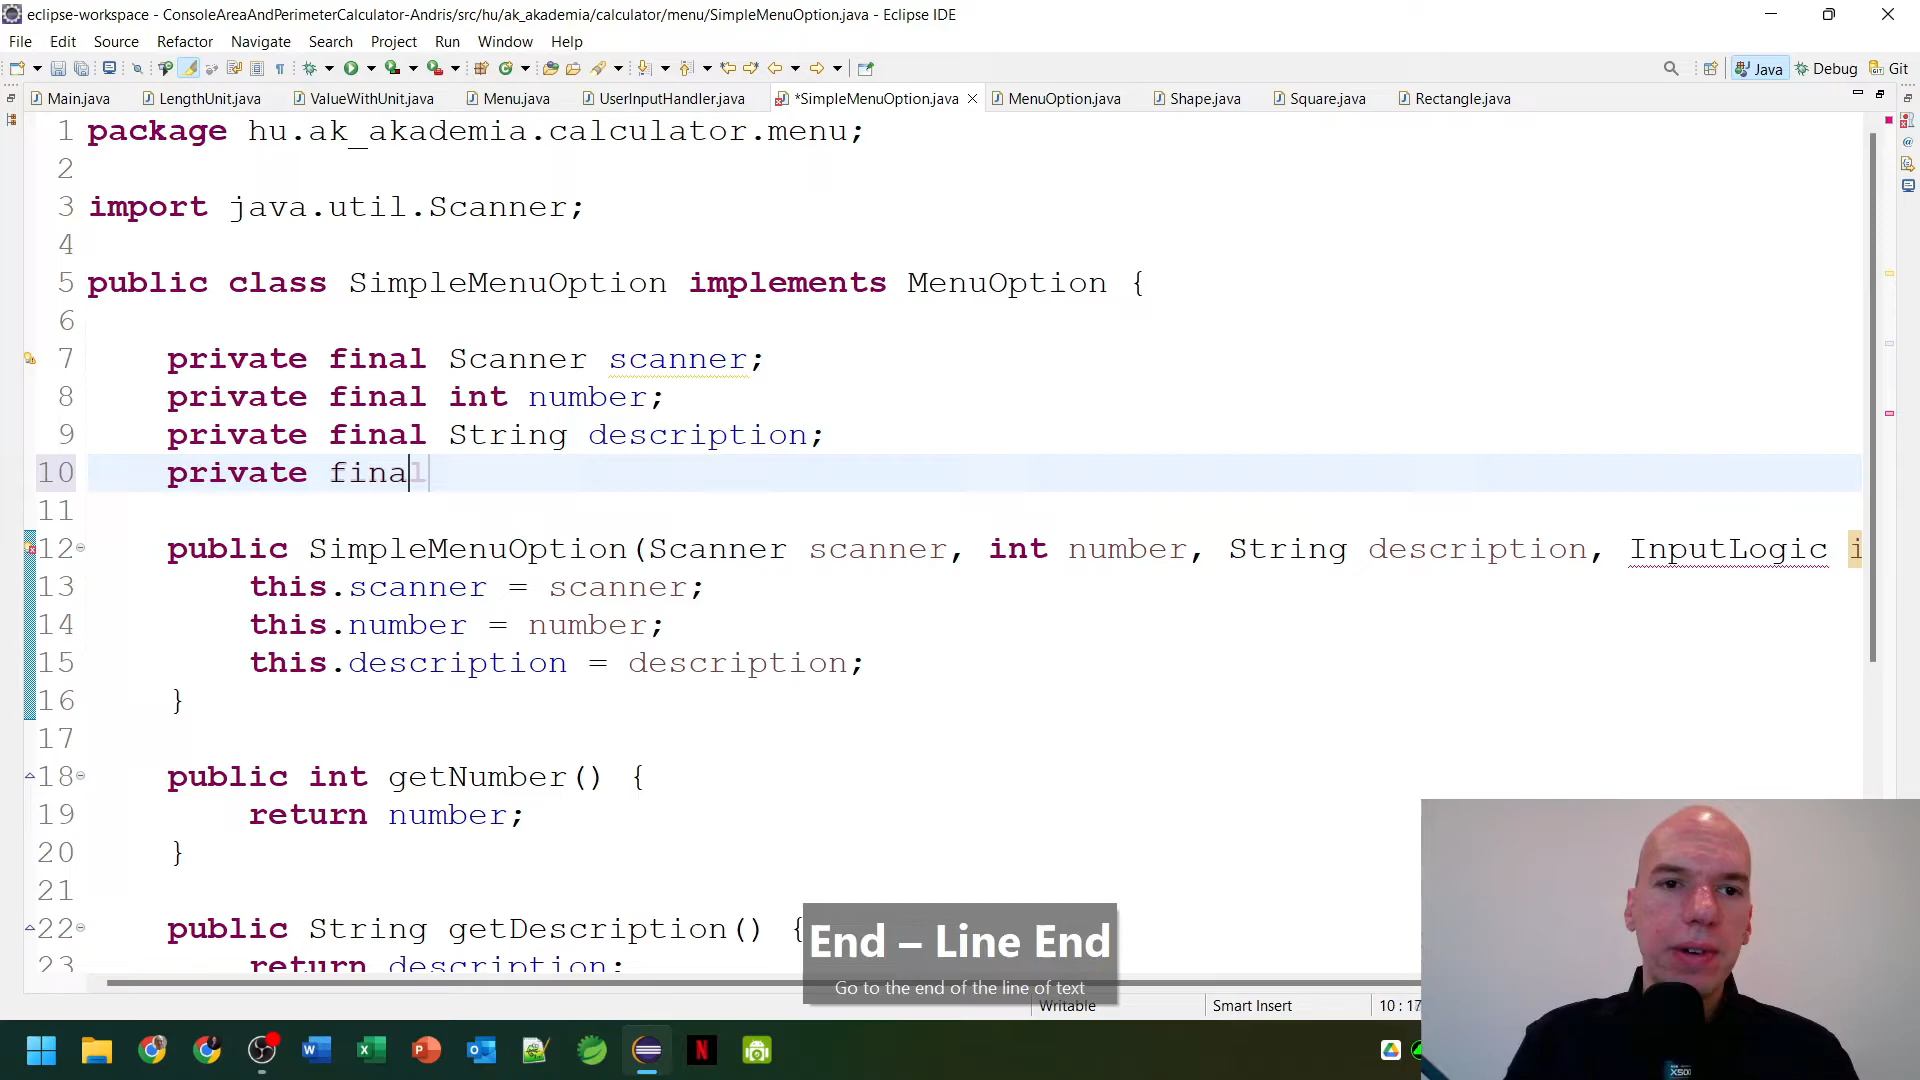 eclipse-workspace - ConsoleAreaAndPerimeterCalculator-Andris/src/hu/ak_akademia/calculator/menu/SimpleMenuOption.java - Eclipse IDE
File Edit Source Refactor Navigate Search Project Run Window Help
Java Debug Git
Main.java LengthUnit.java ValueWithUnit.java Menu.java UserInputHandler.java *SimpleMenuOption.java MenuOption.java Shape.java Square.java Rectangle.java
1 package hu.ak_akademia.calculator.menu;
2
3 import java.util.Scanner;
4
5 public class SimpleMenuOption implements MenuOption {
6
7 private final Scanner scanner;
8 private final int number;
9 private final String description;
10 private final
11
12 public SimpleMenuOption(Scanner scanner, int number, String description, InputLogic i
13 this.scanner = scanner;
14 this.number = number;
15 this.description = description;
16 }
17
18 public int getNumber() {
19 return number;
20 }
21
22 public String getDescription() {
23 return description;
End – Line End
Go to the end of the line of text
Writable Smart Insert 10 : 17